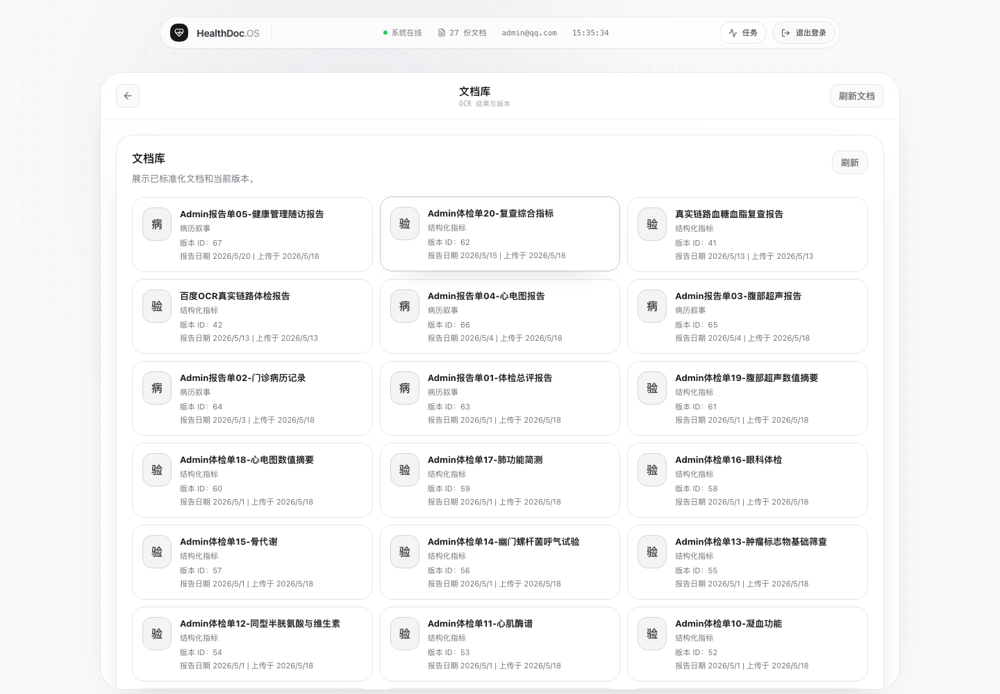 HealthDoc.OS
系统在线
27 份文档
admin@qq.com
15:35:34
任务
退出登录
文档库
OCR 结果与版本
刷新文档
文档库
展示已标准化文档和当前版本。
刷新
病
Admin报告单05-健康管理随访报告
病历叙事
版本 ID: 67
报告日期 2026/5/20 | 上传于 2026/5/18
验
Admin体检单20-复查综合指标
结构化指标
版本 ID: 62
报告日期 2026/5/15 | 上传于 2026/5/18
验
真实链路血糖血脂复查报告
结构化指标
版本 ID: 41
报告日期 2026/5/13 | 上传于 2026/5/13
验
百度OCR真实链路体检报告
结构化指标
版本 ID: 42
报告日期 2026/5/13 | 上传于 2026/5/13
病
Admin报告单04-心电图报告
病历叙事
版本 ID: 66
报告日期 2026/5/4 | 上传于 2026/5/18
病
Admin报告单03-腹部超声报告
病历叙事
版本 ID: 65
报告日期 2026/5/4 | 上传于 2026/5/18
病
Admin报告单02-门诊病历记录
病历叙事
版本 ID: 64
报告日期 2026/5/3 | 上传于 2026/5/18
病
Admin报告单01-体检总评报告
病历叙事
版本 ID: 63
报告日期 2026/5/1 | 上传于 2026/5/18
验
Admin体检单19-腹部超声数值摘要
结构化指标
版本 ID: 61
报告日期 2026/5/1 | 上传于 2026/5/18
验
Admin体检单18-心电图数值摘要
结构化指标
版本 ID: 60
报告日期 2026/5/1 | 上传于 2026/5/18
验
Admin体检单17-肺功能简测
结构化指标
版本 ID: 59
报告日期 2026/5/1 | 上传于 2026/5/18
验
Admin体检单16-眼科体检
结构化指标
版本 ID: 58
报告日期 2026/5/1 | 上传于 2026/5/18
验
Admin体检单15-骨代谢
结构化指标
版本 ID: 57
报告日期 2026/5/1 | 上传于 2026/5/18
验
Admin体检单14-幽门螺杆菌呼气试验
结构化指标
版本 ID: 56
报告日期 2026/5/1 | 上传于 2026/5/18
验
Admin体检单13-肿瘤标志物基础筛查
结构化指标
版本 ID: 55
报告日期 2026/5/1 | 上传于 2026/5/18
验
Admin体检单12-同型半胱氨酸与维生素
结构化指标
版本 ID: 54
报告日期 2026/5/1 | 上传于 2026/5/18
验
Admin体检单11-心肌酶谱
结构化指标
版本 ID: 53
报告日期 2026/5/1 | 上传于 2026/5/18
验
Admin体检单10-凝血功能
结构化指标
版本 ID: 52
报告日期 2026/5/1 | 上传于 2026/5/18